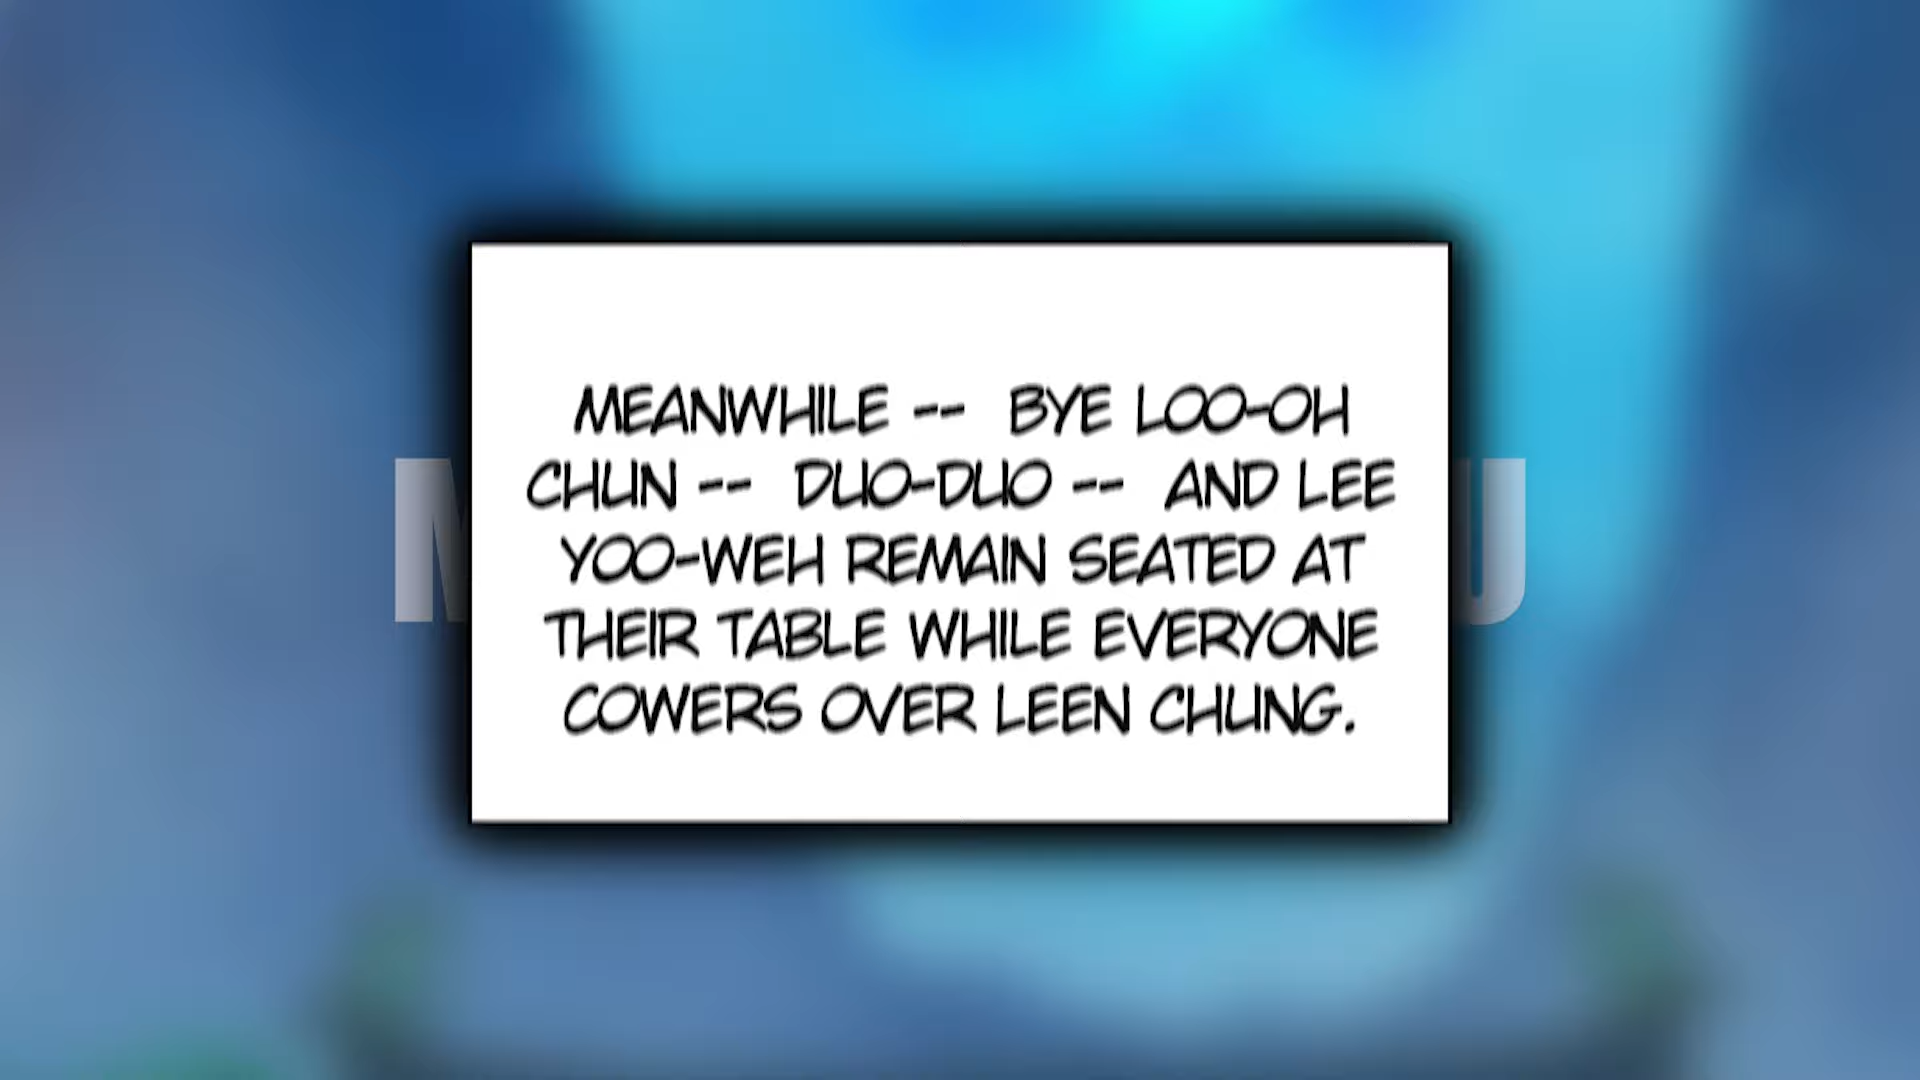 MEANWHILE -- BYE LOO-OH
CHUN -- DUO-DUO -- AND LEE
YOO-WEH REMAIN SEATED AT
THEIR TABLE WHILE EVERYONE
COWERS OVER LEEN CHUNG.